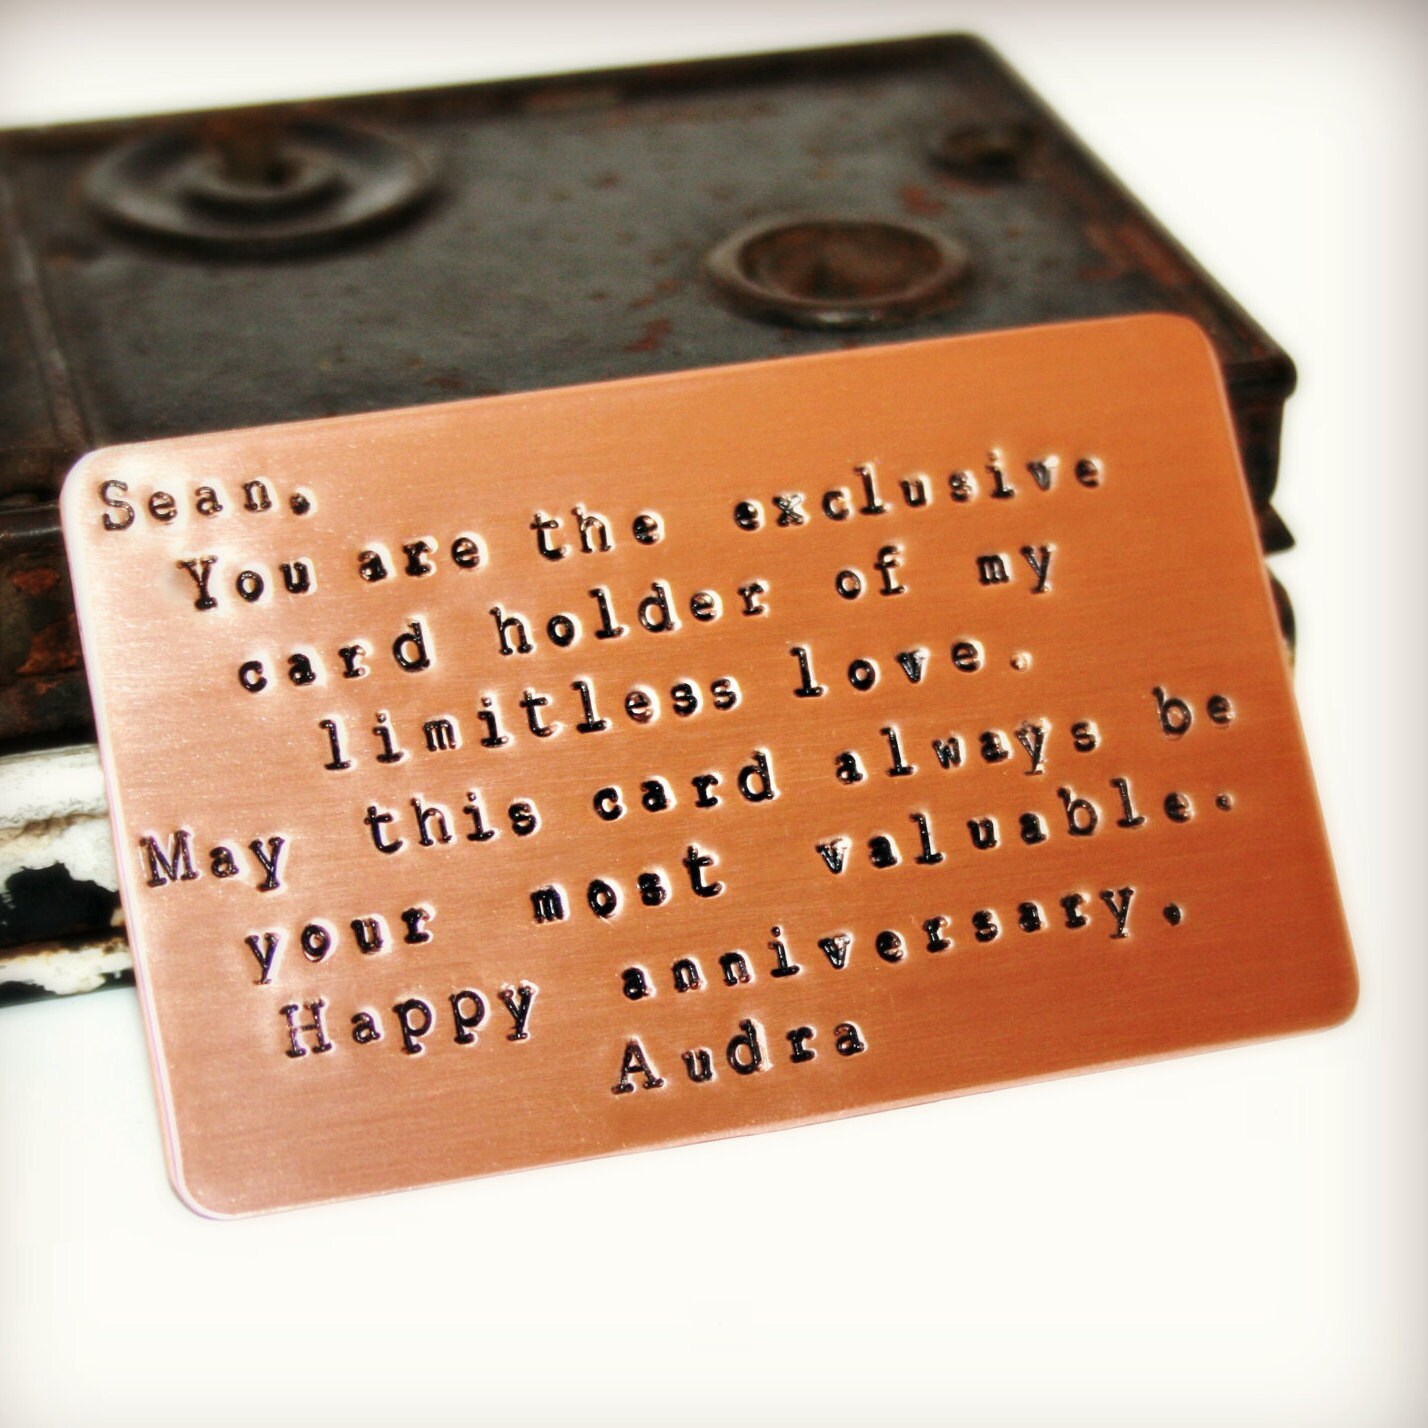 Sean.
You are the exclusive
card holder of my
limitless love.
May this card always be
your most valuable.
Happy anniversary.
Audra